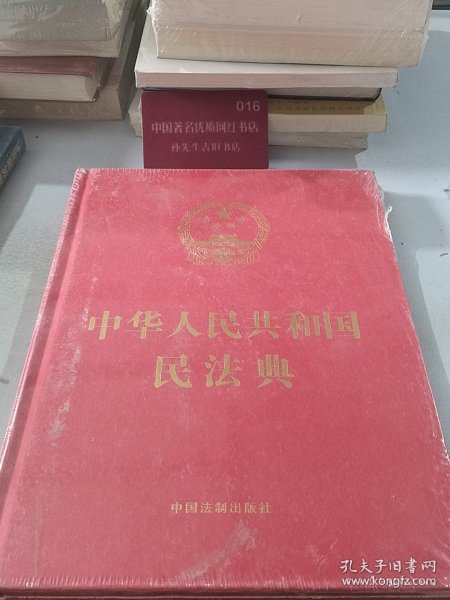 016
中国著名优质网红书店
孙先生古旧书店
中华人民共和国
民法典
中国法制出版社
孔夫子旧书网
www.kongfz.com